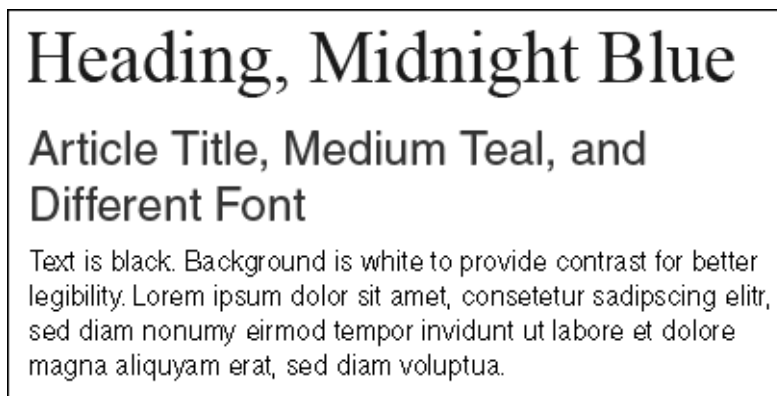 Heading, Midnight Blue
Article Title, Medium Teal, and
Different Font
Text is black. Background is white to provide contrast for better
legibility. Lorem ipsum dolor sit amet, consetetur sadipscing elitr,
sed diam nonumy eirmod tempor invidunt ut labore et dolore
magna aliquyam erat, sed diam voluptua.